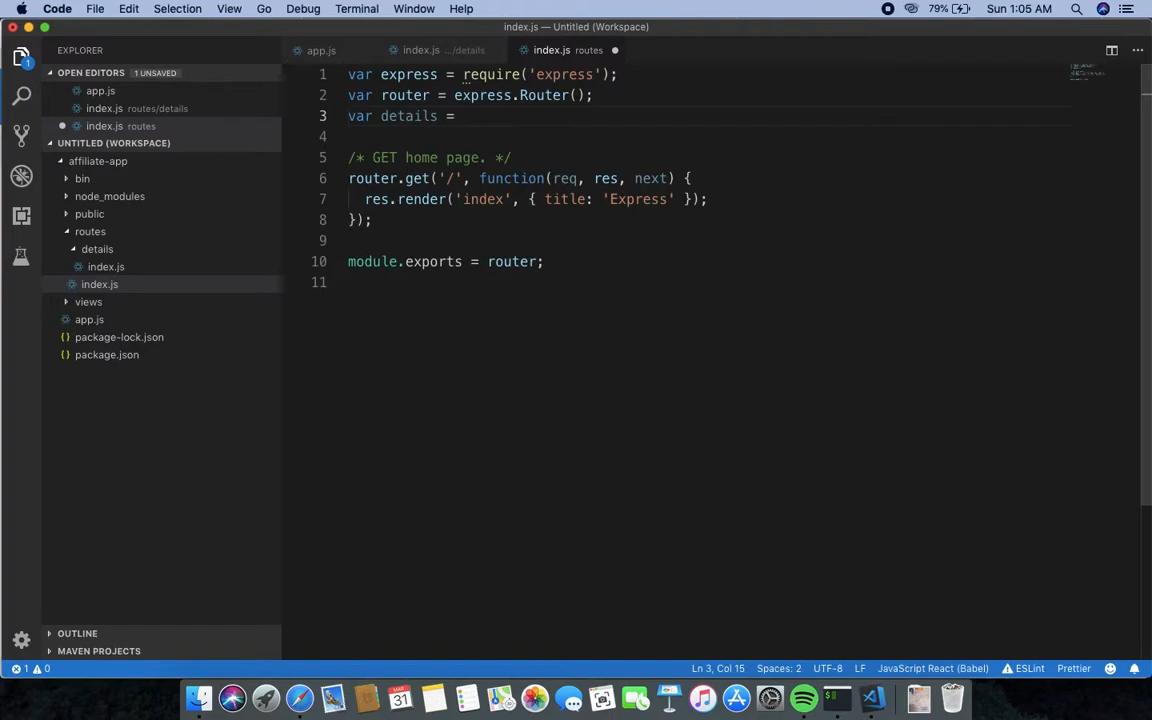 Code File Edit Selection View Go Debug Terminal Window Help 79% Sun 1:05 AM
index.js — Untitled (Workspace)
EXPLORER
app.js index.js .../details index.js routes
OPEN EDITORS 1 UNSAVED
app.js
index.js routes/details
index.js routes
UNTITLED (WORKSPACE)
affiliate-app
bin
node_modules
public
routes
details
index.js
index.js
views
app.js
{} package-lock.json
{} package.json
OUTLINE
MAVEN PROJECTS
1
1 var express = require('express');
2 var router = express.Router();
3 var details =
4
5 /* GET home page. */
6 router.get('/', function(req, res, next) {
7 res.render('index', { title: 'Express' });
8 });
9
10 module.exports = router;
11
1 0 Ln 3, Col 15 Spaces: 2 UTF-8 LF JavaScript React (Babel) ESLint Prettier
MAR
31
$